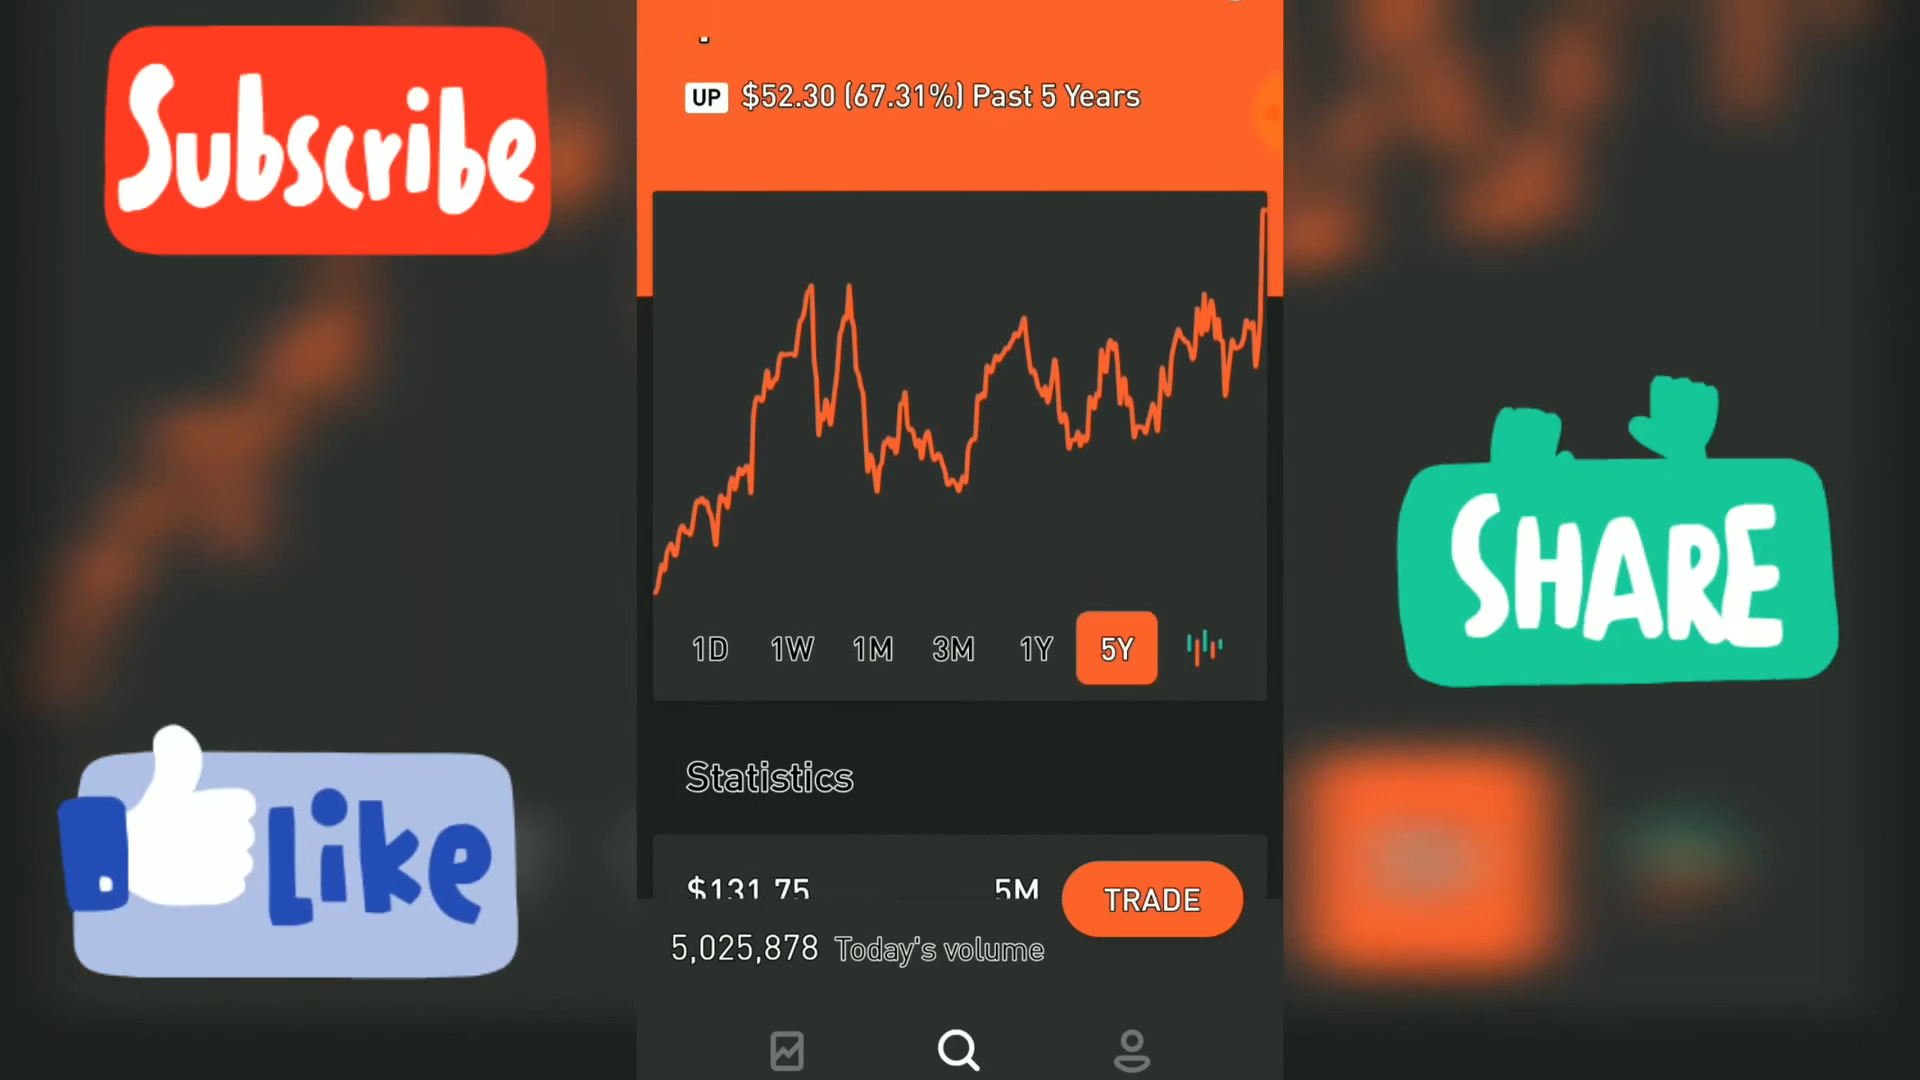 Subscribe
UP $52.30 (67.31%) Past 5 Years
1D 1W 1M 3M 1Y 5Y
SHARE
Statistics
Like
$131.75 5M TRADE
5,025,878 Today's volume